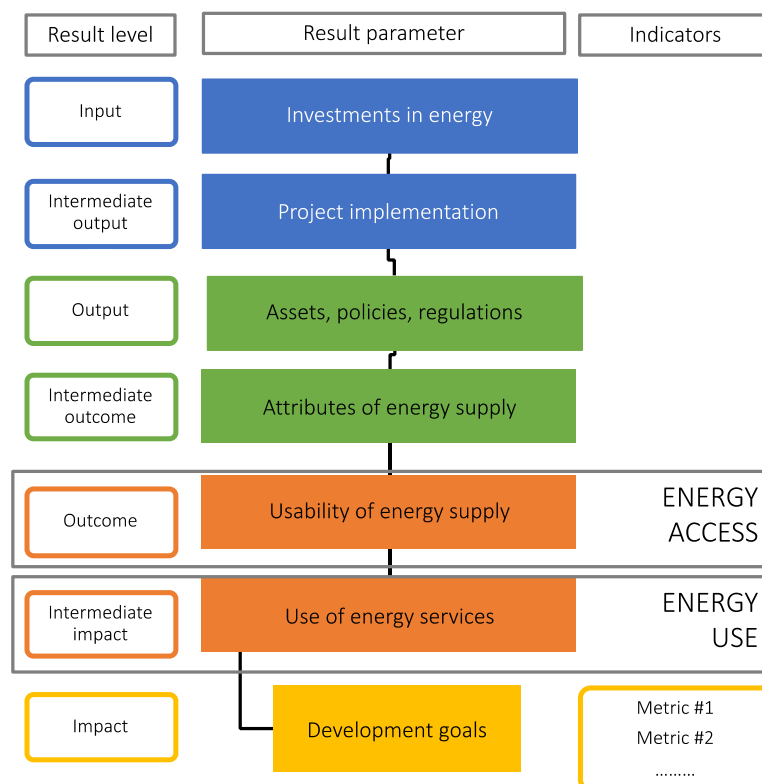 Result level
Result parameter
Indicators
Input
Investments in energy
Intermediate
output
Project implementation
Output
Assets, policies, regulations
Intermediate
outcome
Attributes of energy supply
Outcome
Usability of energy supply
ENERGY
ACCESS
Intermediate
impact
Use of energy services
ENERGY
USE
Impact
Development goals
Metric #1
Metric #2
.........